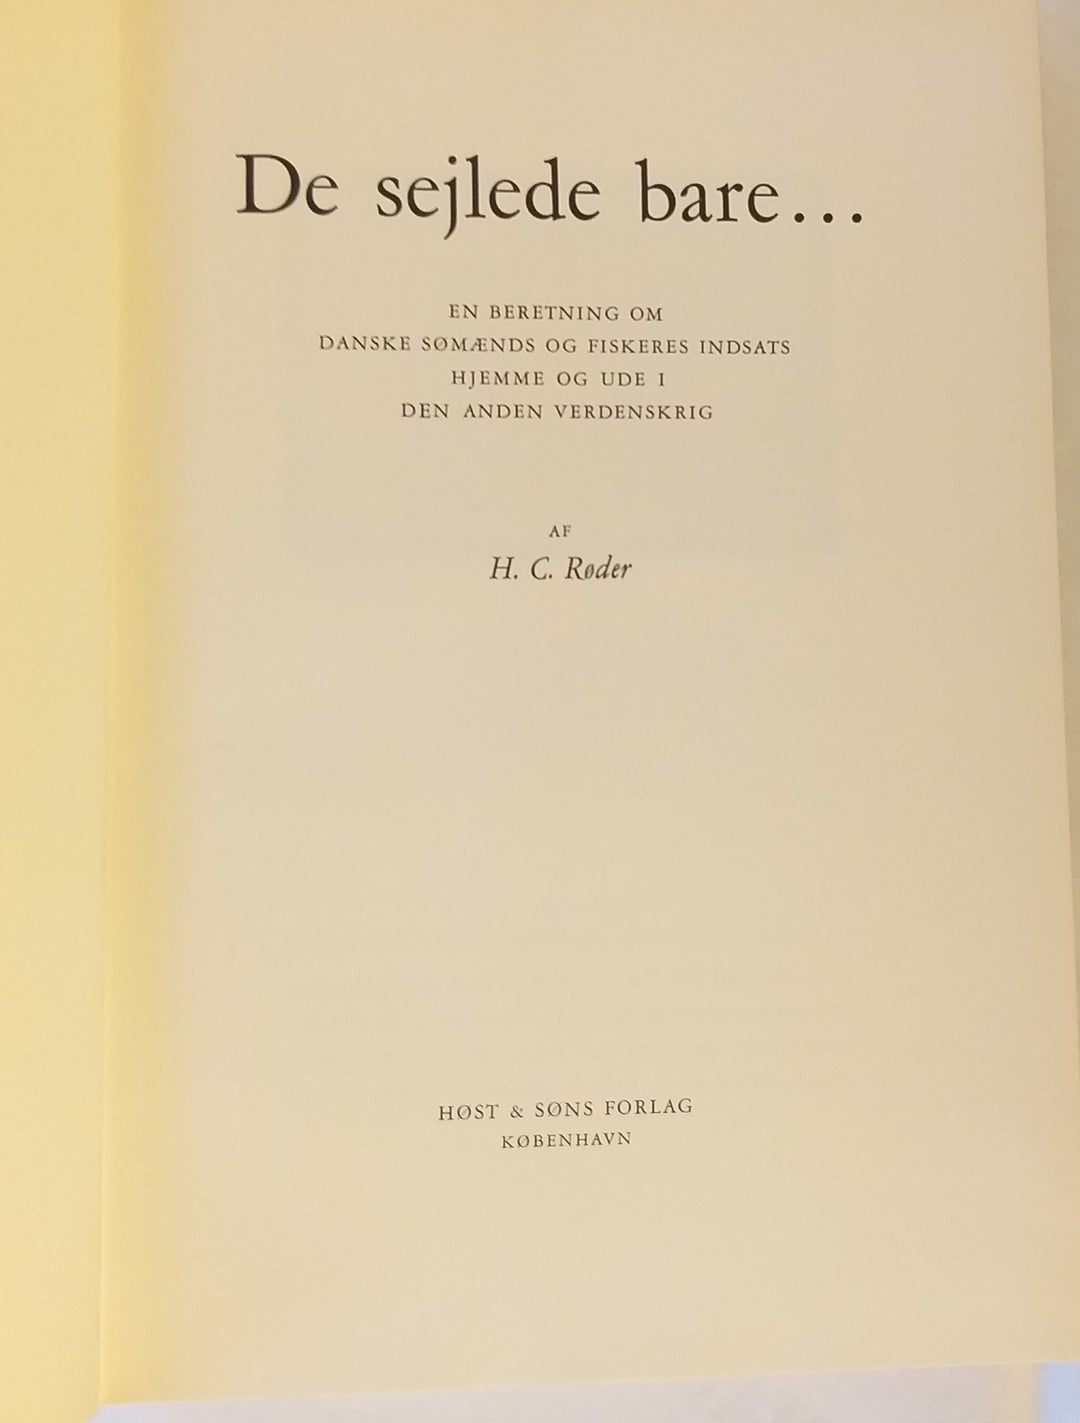 De sejlede bare...
EN BERETNING OM
DANSKE SØMÆNDS OG FISKERES INDSATS
HJEMME OG UDE I
DEN ANDEN VERDENSKRIG
AF
H. C. Røder
HØST & SØNS FORLAG
KØBENHAVN